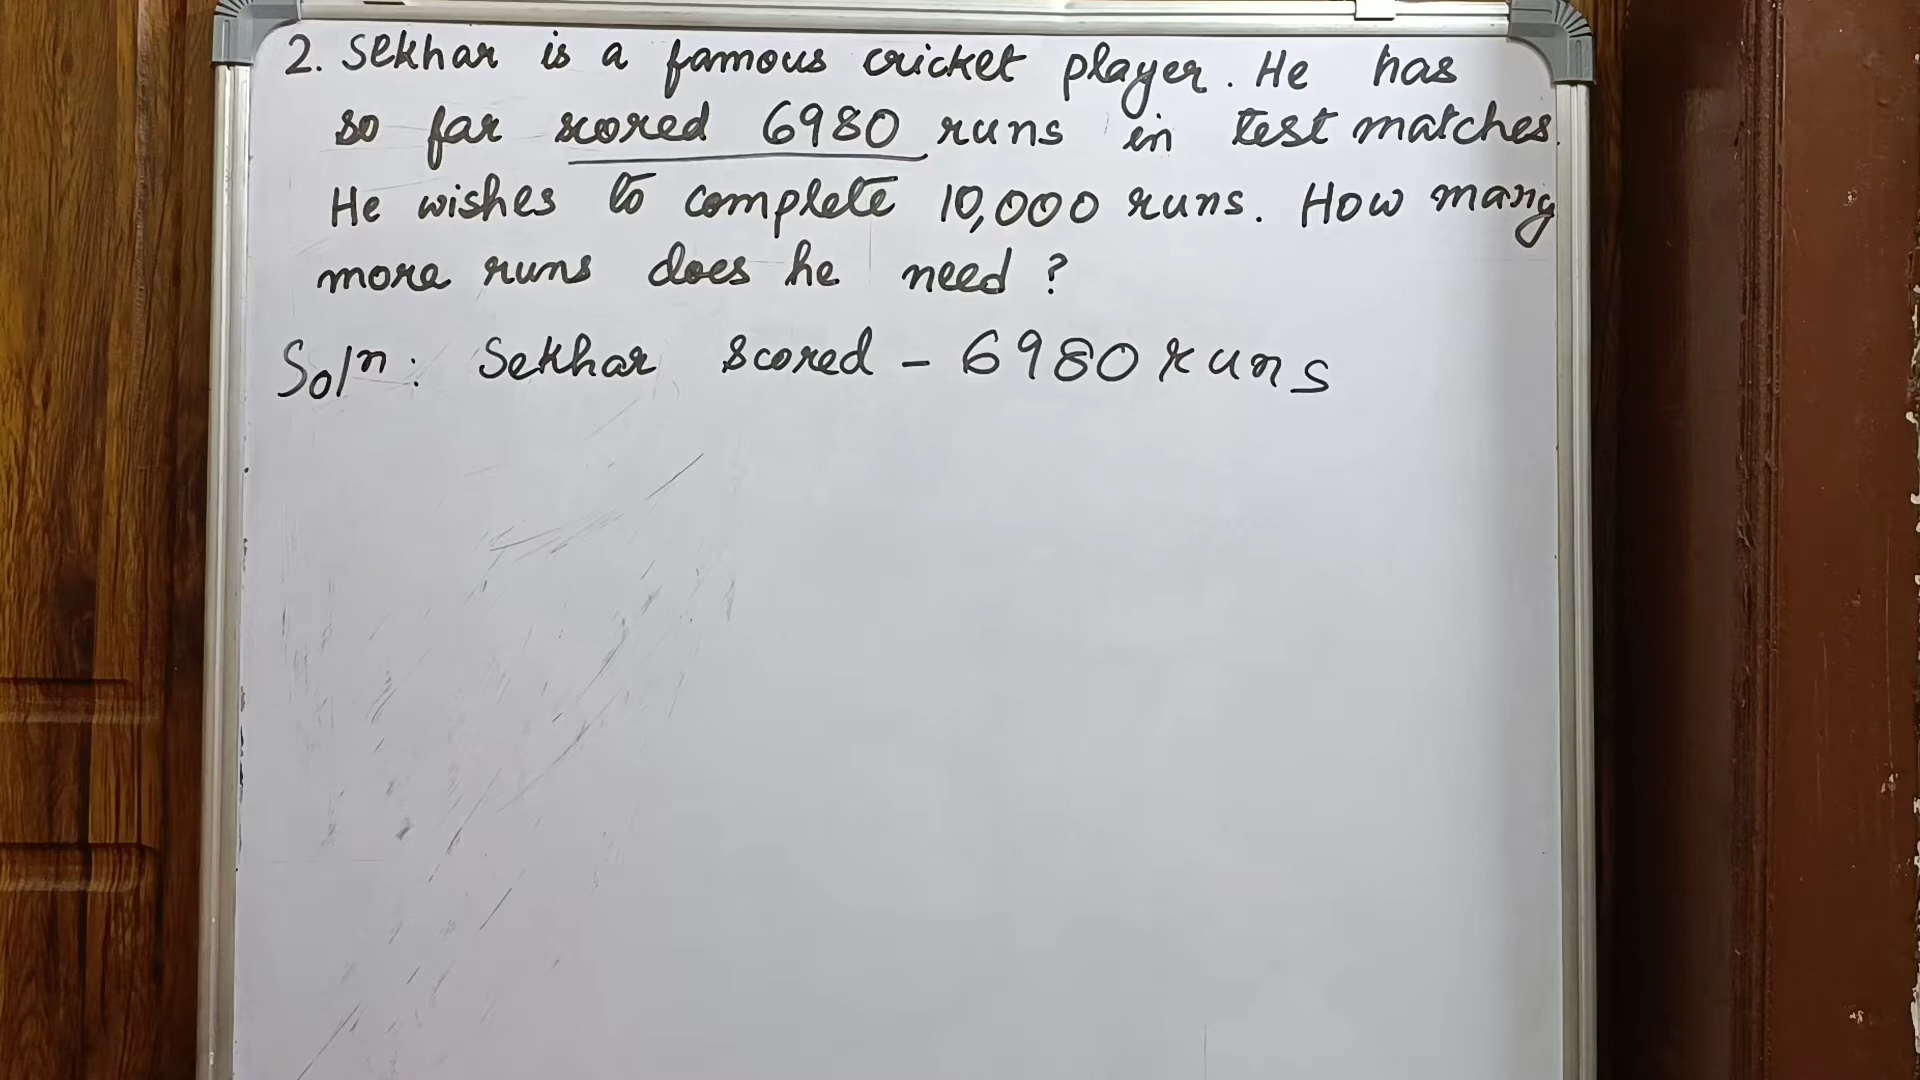 2. Sekhar is a famous cricket player. He has
so far scored 6980 runs in test matches.
He wishes to complete 10,000 runs. How many
more runs does he need ?
Soln : Sekhar scored - 6980 runs